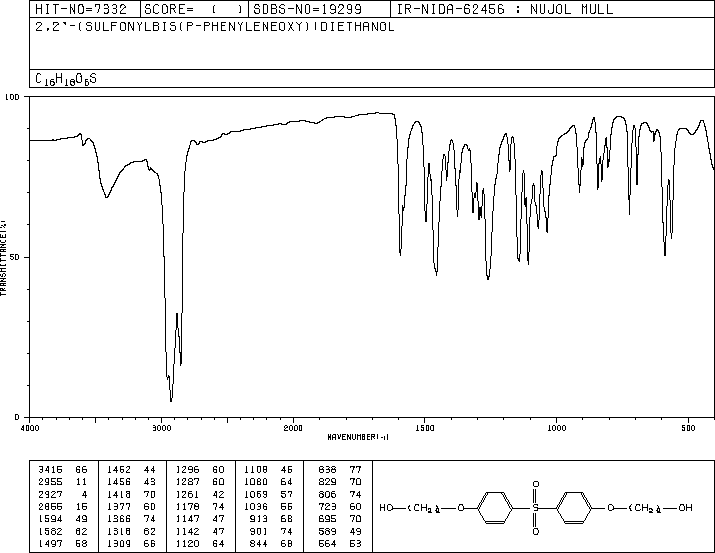 HIT-NO=7332 SCORE= ( ) SDBS-NO=19299 IR-NIDA-62456 : NUJOL MULL
2,2'-(SULFONYLBIS(P-PHENYLENEOXY))DIETHANOL
C16H18O6S
100
50
0
TRANSMITTANCE(%)
4000 3000 2000 1500 1000 500
WAVENUMBER(-1)
3415 66 1462 44 1296 60 1108 46 838 77
2955 11 1456 43 1287 60 1080 64 829 70
2927 4 1418 70 1261 42 1069 57 806 74
2855 15 1377 60 1178 74 1036 55 723 60
1594 49 1366 74 1147 47 913 68 695 70
1582 62 1318 62 1142 47 901 74 589 49
1497 58 1309 66 1120 64 844 68 564 53
HO (CH2)2 O S O (CH2)2 OH
O
O